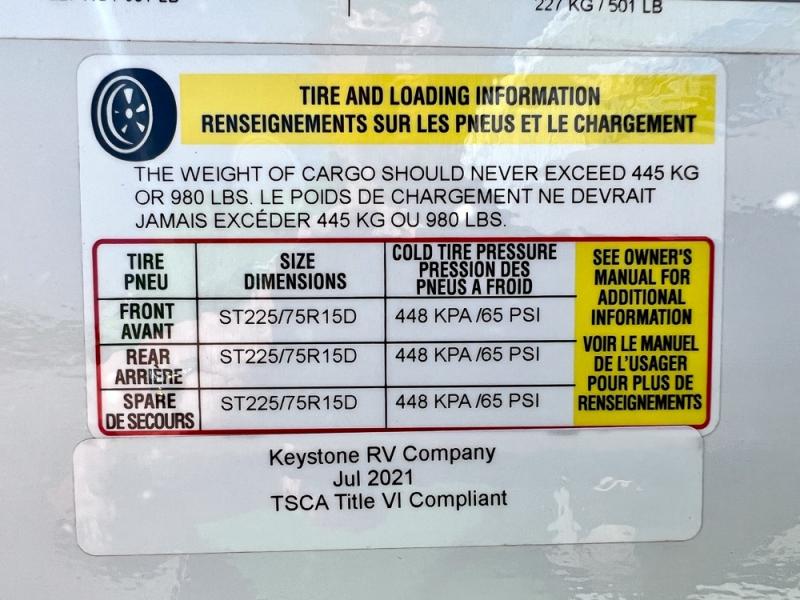 227 KG / 501 LB
TIRE AND LOADING INFORMATION
RENSEIGNEMENTS SUR LES PNEUS ET LE CHARGEMENT
THE WEIGHT OF CARGO SHOULD NEVER EXCEED 445 KG
OR 980 LBS. LE POIDS DE CHARGEMENT NE DEVRAIT
JAMAIS EXCÉDER 445 KG OU 980 LBS.
TIRE
PNEU
SIZE
DIMENSIONS
COLD TIRE PRESSURE
PRESSION DES
PNEUS A FROID
FRONT
AVANT
ST225/75R15D
448 KPA /65 PSI
REAR
ARRIÈRE
ST225/75R15D
448 KPA /65 PSI
SPARE
DE SECOURS
ST225/75R15D
448 KPA /65 PSI
SEE OWNER'S
MANUAL FOR
ADDITIONAL
INFORMATION
VOIR LE MANUEL
DE L'USAGER
POUR PLUS DE
RENSEIGNEMENTS
Keystone RV Company
Jul 2021
TSCA Title VI Compliant